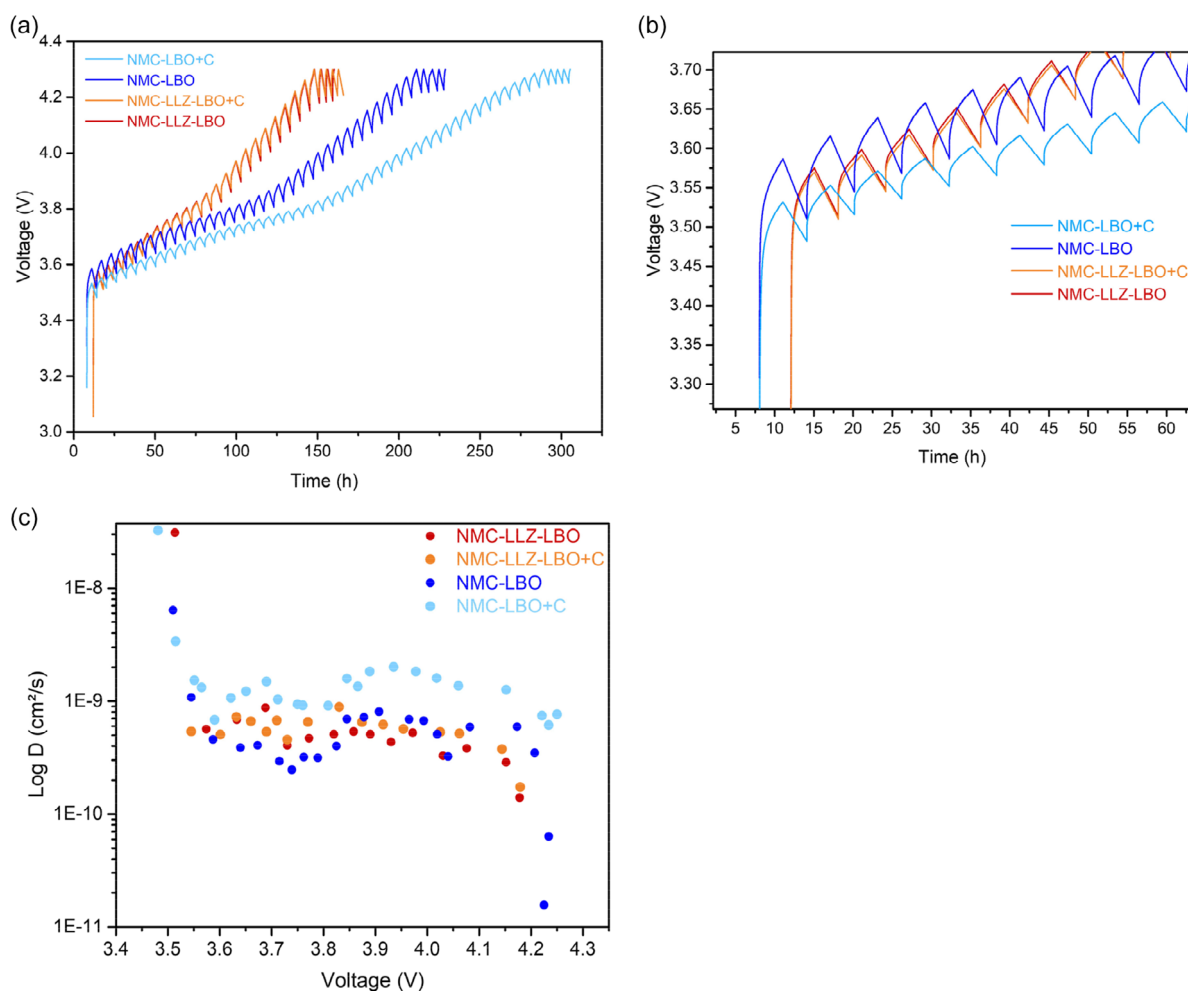 (a)
4.4
4.2
4.0
3.8
3.6
3.4
3.2
3.0
Voltage (V)
NMC-LBO+C
NMC-LBO
NMC-LLZ-LBO+C
NMC-LLZ-LBO
0 50 100 150 200 250 300
Time (h)
(b)
3.70
3.65
3.60
3.55
3.50
3.45
3.40
3.35
3.30
Voltage (V)
NMC-LBO+C
NMC-LBO
NMC-LLZ-LBO+C
NMC-LLZ-LBO
5 10 15 20 25 30 35 40 45 50 55 60
Time (h)
(c)
1E-8
1E-9
1E-10
1E-11
Log D (cm²/s)
NMC-LLZ-LBO
NMC-LLZ-LBO+C
NMC-LBO
NMC-LBO+C
3.4 3.5 3.6 3.7 3.8 3.9 4.0 4.1 4.2 4.3
Voltage (V)